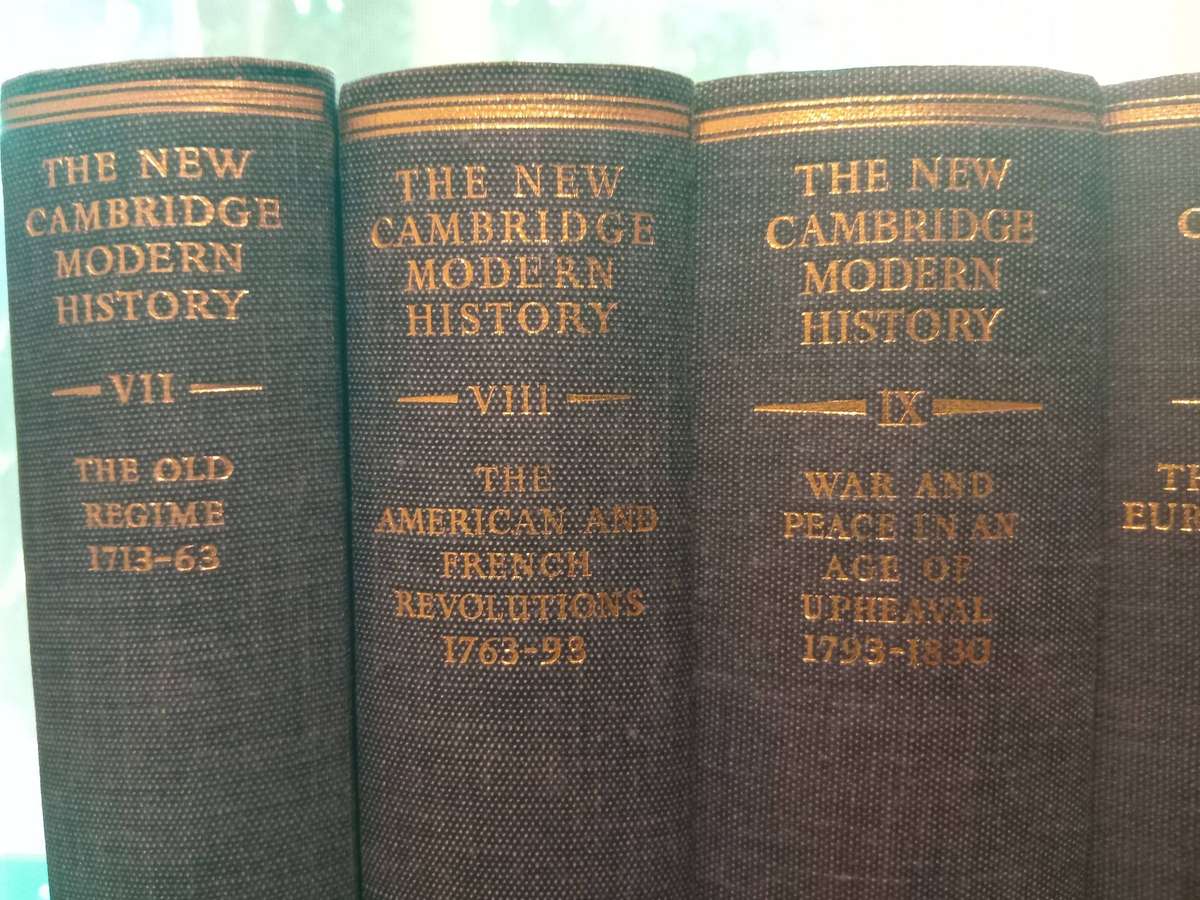 THE NEW
CAMBRIDGE
MODERN
HISTORY
VII
THE OLD
REGIME
1713-63
THE NEW
CAMBRIDGE
MODERN
HISTORY
VIII
THE
AMERICAN AND
FRENCH
REVOLUTIONS
1763-93
THE NEW
CAMBRIDGE
MODERN
HISTORY
IX
WAR AND
PEACE IN AN
AGE OF
UPHEAVAL
1793-1830